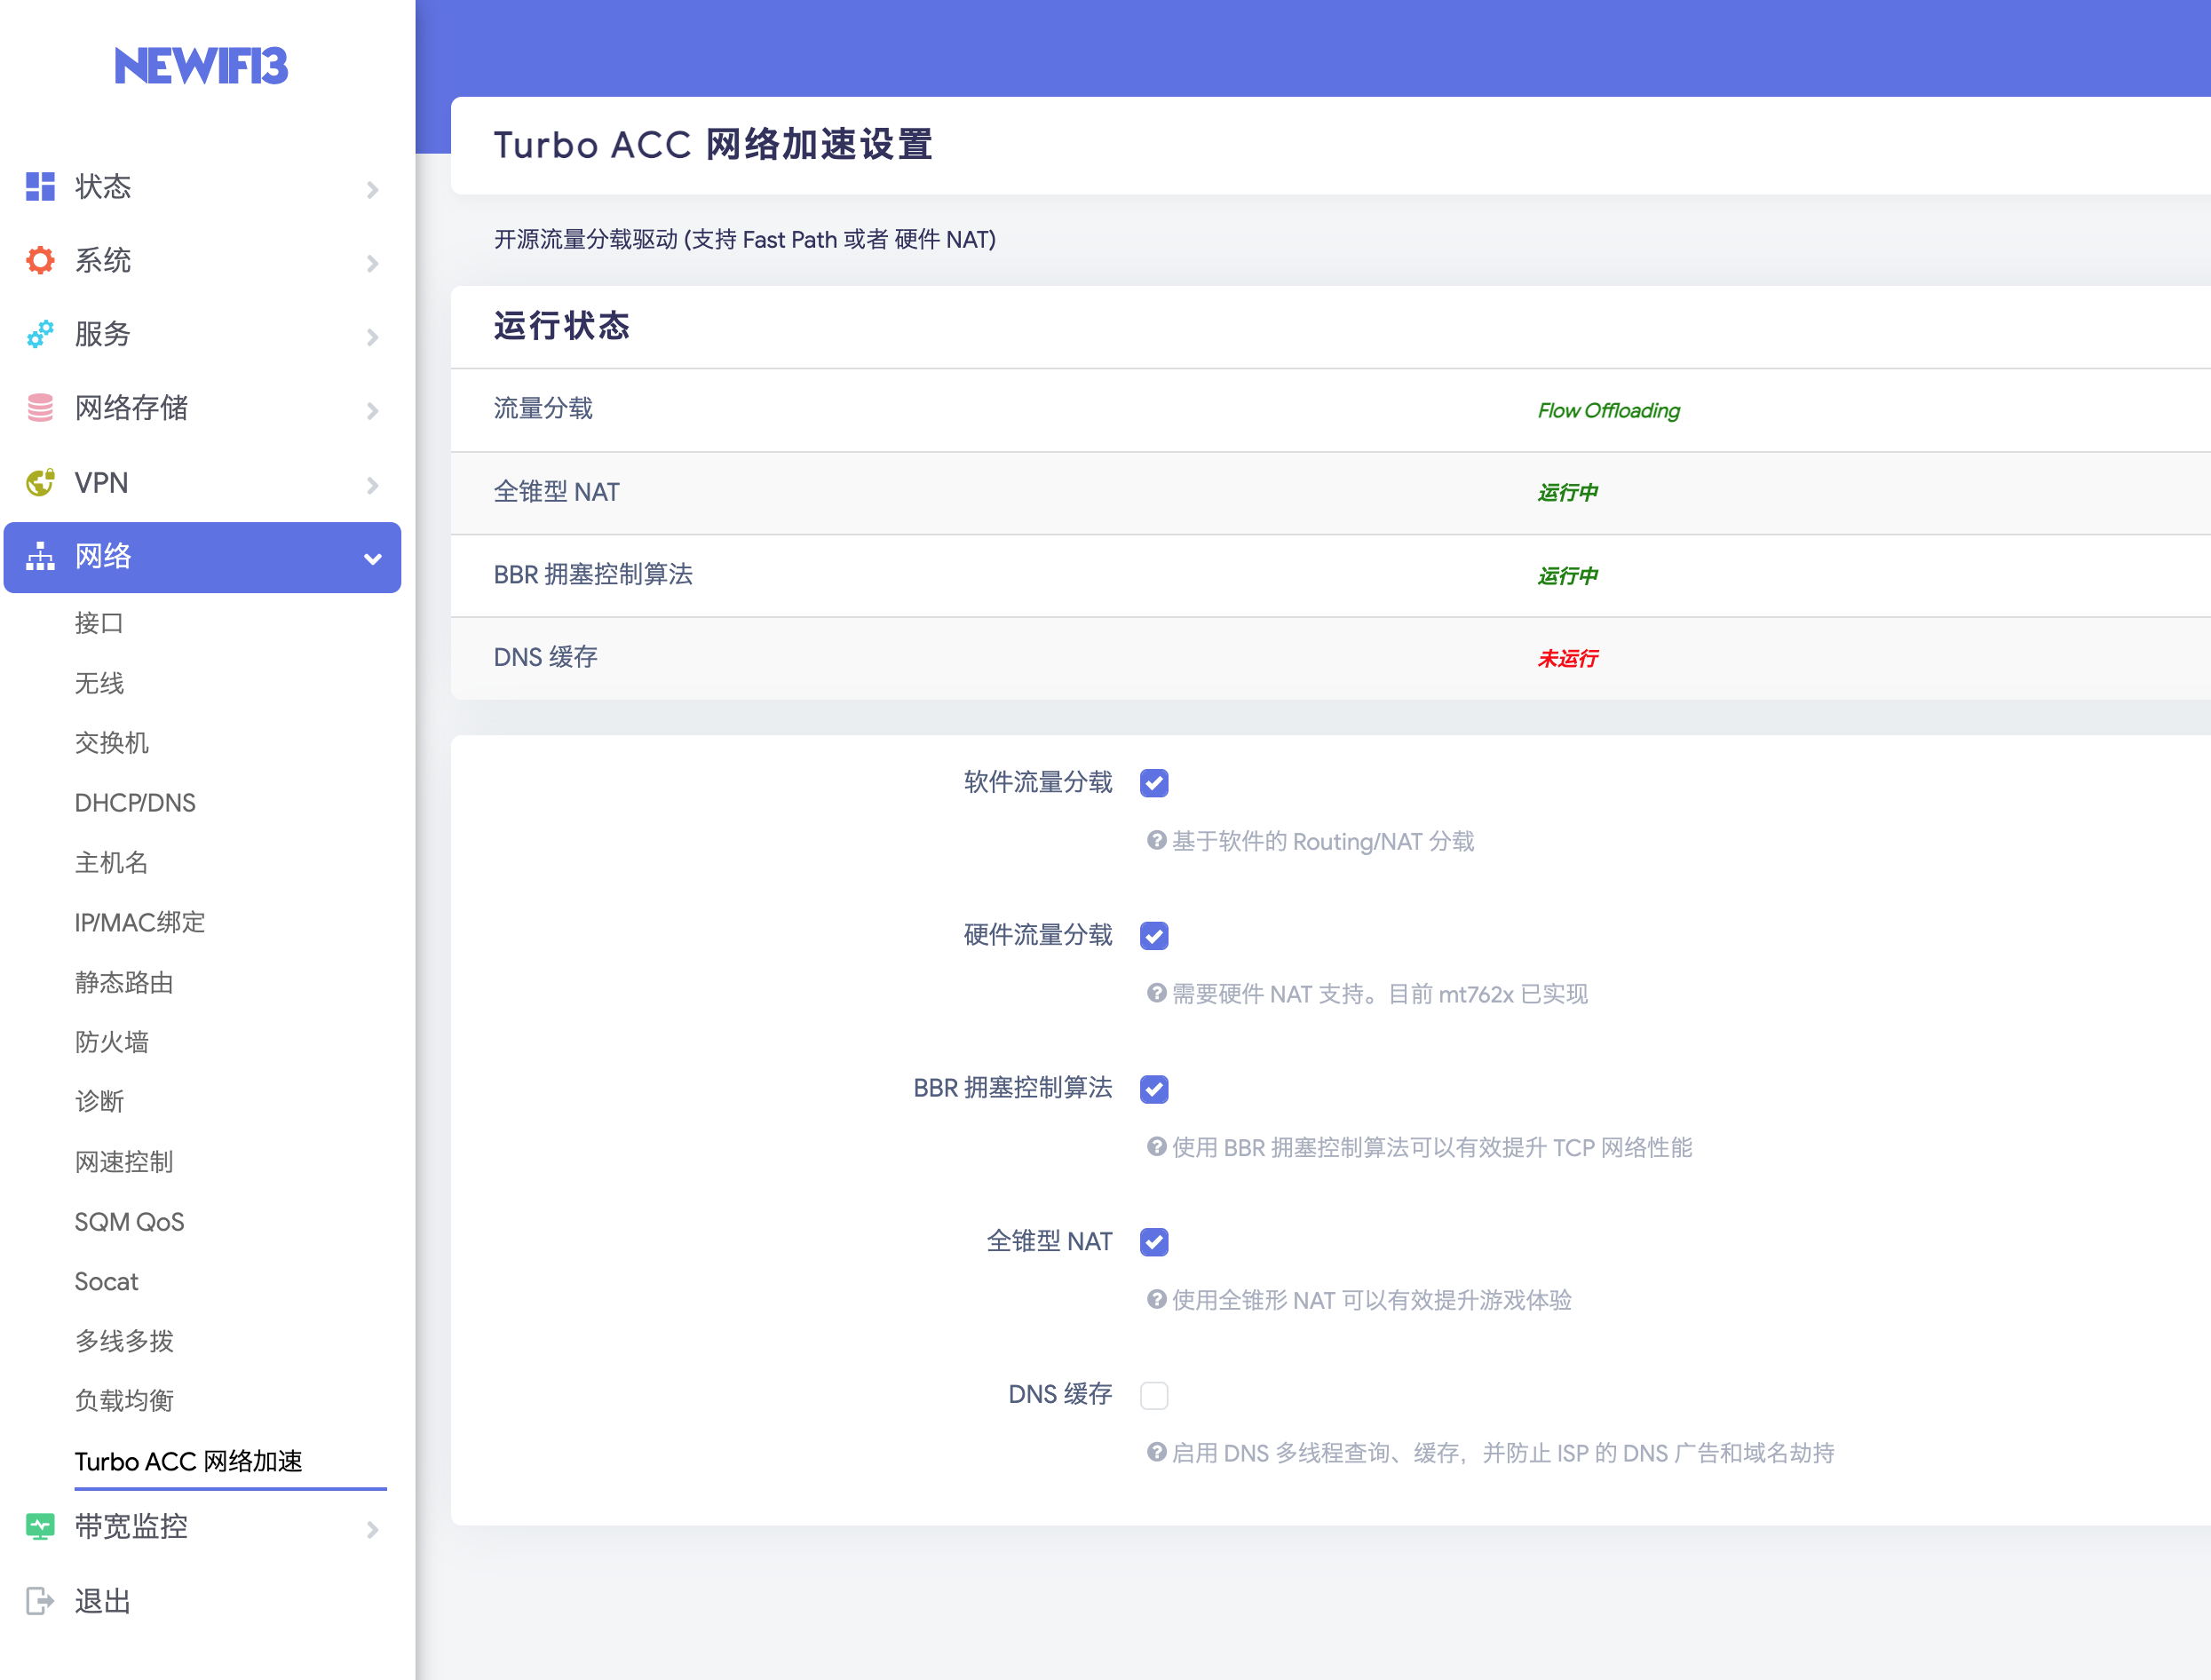 NEWIFI3
状态
系统
服务
网络存储
VPN
网络
接口
无线
交换机
DHCP/DNS
主机名
IP/MAC绑定
静态路由
防火墙
诊断
网速控制
SQM QoS
Socat
多线多拨
负载均衡
Turbo ACC 网络加速
带宽监控
退出
Turbo ACC 网络加速设置
开源流量分载驱动 (支持 Fast Path 或者 硬件 NAT)
运行状态
流量分载 Flow Offloading
全锥型 NAT 运行中
BBR 拥塞控制算法 运行中
DNS 缓存 未运行
软件流量分载
基于软件的 Routing/NAT 分载
硬件流量分载
需要硬件 NAT 支持。目前 mt762x 已实现
BBR 拥塞控制算法
使用 BBR 拥塞控制算法可以有效提升 TCP 网络性能
全锥型 NAT
使用全锥形 NAT 可以有效提升游戏体验
DNS 缓存
启用 DNS 多线程查询、缓存，并防止 ISP 的 DNS 广告和域名劫持